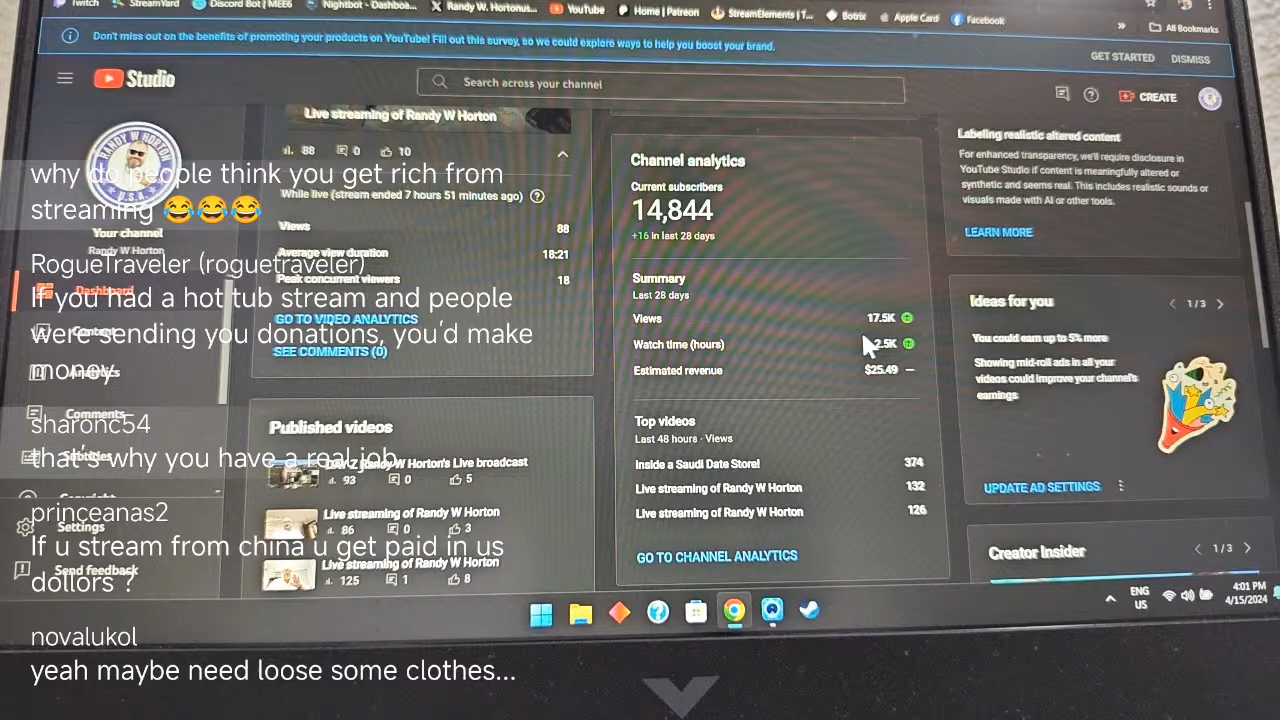 Twitch
StreamYard
Discord Bot | MEE6
Nightbot - Dashboa...
Randy W. Hortonus...
YouTube
Home | Patreon
StreamElements | T...
Botrix
Apple Card
Facebook
»
All Bookmarks
Don't miss out on the benefits of promoting your products on YouTube! Fill out this survey, so we could explore ways to help you boost your brand.
GET STARTED
DISMISS
Studio
Search across your channel
CREATE
RANDY W HORTON
U.S.A.
Your channel
Randy W Horton
Dashboard
Content
Analytics
Comments
Subtitles
Copyright
Settings
Send feedback
why do people think you get rich from
streaming 😂😂😂
RogueTraveler (roguetraveler)
If you had a hot tub stream and people
were sending you donations, you'd make
money
sharonc54
that's why you have a real job
princeanas2
If u stream from china u get paid in us
dollors ?
novalukol
yeah maybe need loose some clothes...
Live streaming of Randy W Horton
88
0
10
While live (stream ended 7 hours 51 minutes ago)
Views
88
Average view duration
18:21
Peak concurrent viewers
18
GO TO VIDEO ANALYTICS
SEE COMMENTS (0)
Published videos
DAY 2 Randy W Horton's Live broadcast
93
0
5
Live streaming of Randy W Horton
86
0
3
Live streaming of Randy W Horton
125
1
8
Channel analytics
Current subscribers
14,844
+16 in last 28 days
Summary
Last 28 days
Views
17.5K
Watch time (hours)
2.5K
Estimated revenue
$25.49 —
Top videos
Last 48 hours · Views
Inside a Saudi Date Store!
374
Live streaming of Randy W Horton
132
Live streaming of Randy W Horton
126
GO TO CHANNEL ANALYTICS
Labeling realistic altered content
For enhanced transparency, we'll require disclosure in
YouTube Studio if content is meaningfully altered or
synthetic and seems real. This includes realistic sounds or
visuals made with AI or other tools.
LEARN MORE
Ideas for you
1/3
You could earn up to 5% more
Showing mid-roll ads in all your
videos could improve your channel's
earnings
UPDATE AD SETTINGS
Creator Insider
1/3
ENG
US
4:01 PM
4/15/2024